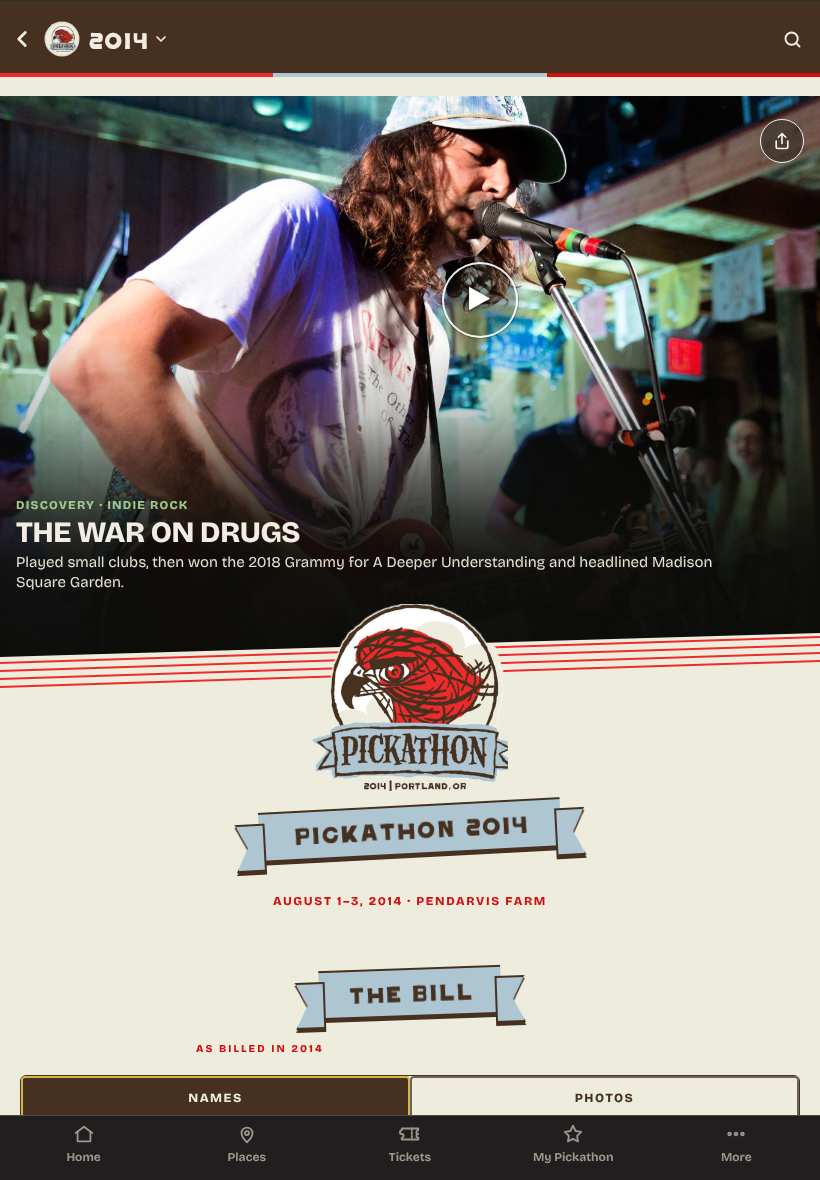 2014
DISCOVERY · INDIE ROCK
THE WAR ON DRUGS
Played small clubs, then won the 2018 Grammy for A Deeper Understanding and headlined Madison
Square Garden.
PICKATHON
2014 | PORTLAND, OR
PICKATHON 2014
AUGUST 1–3, 2014 · PENDARVIS FARM
THE BILL
AS BILLED IN 2014
NAMES
PHOTOS
Home
Places
Tickets
My Pickathon
More